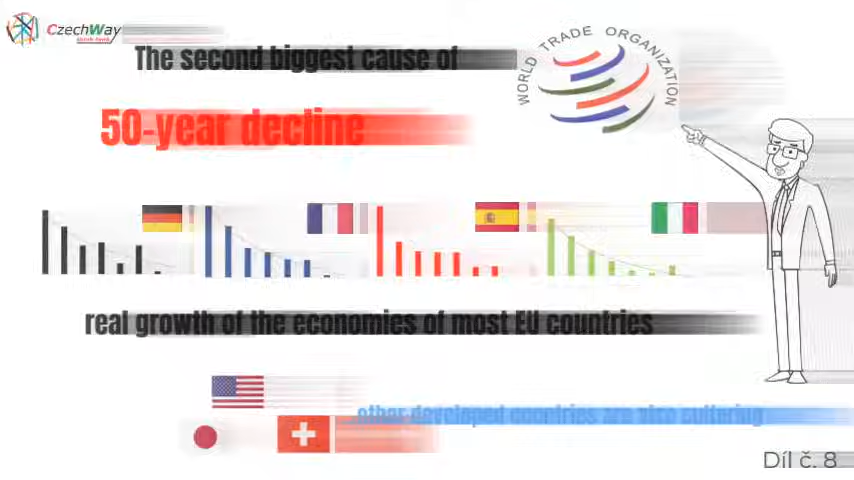 CzechWay
The second biggest cause of
WORLD TRADE ORGANIZATION
50-year decline
real growth of the economies of most EU countries
other developed countries are also suffering
Díl č. 8